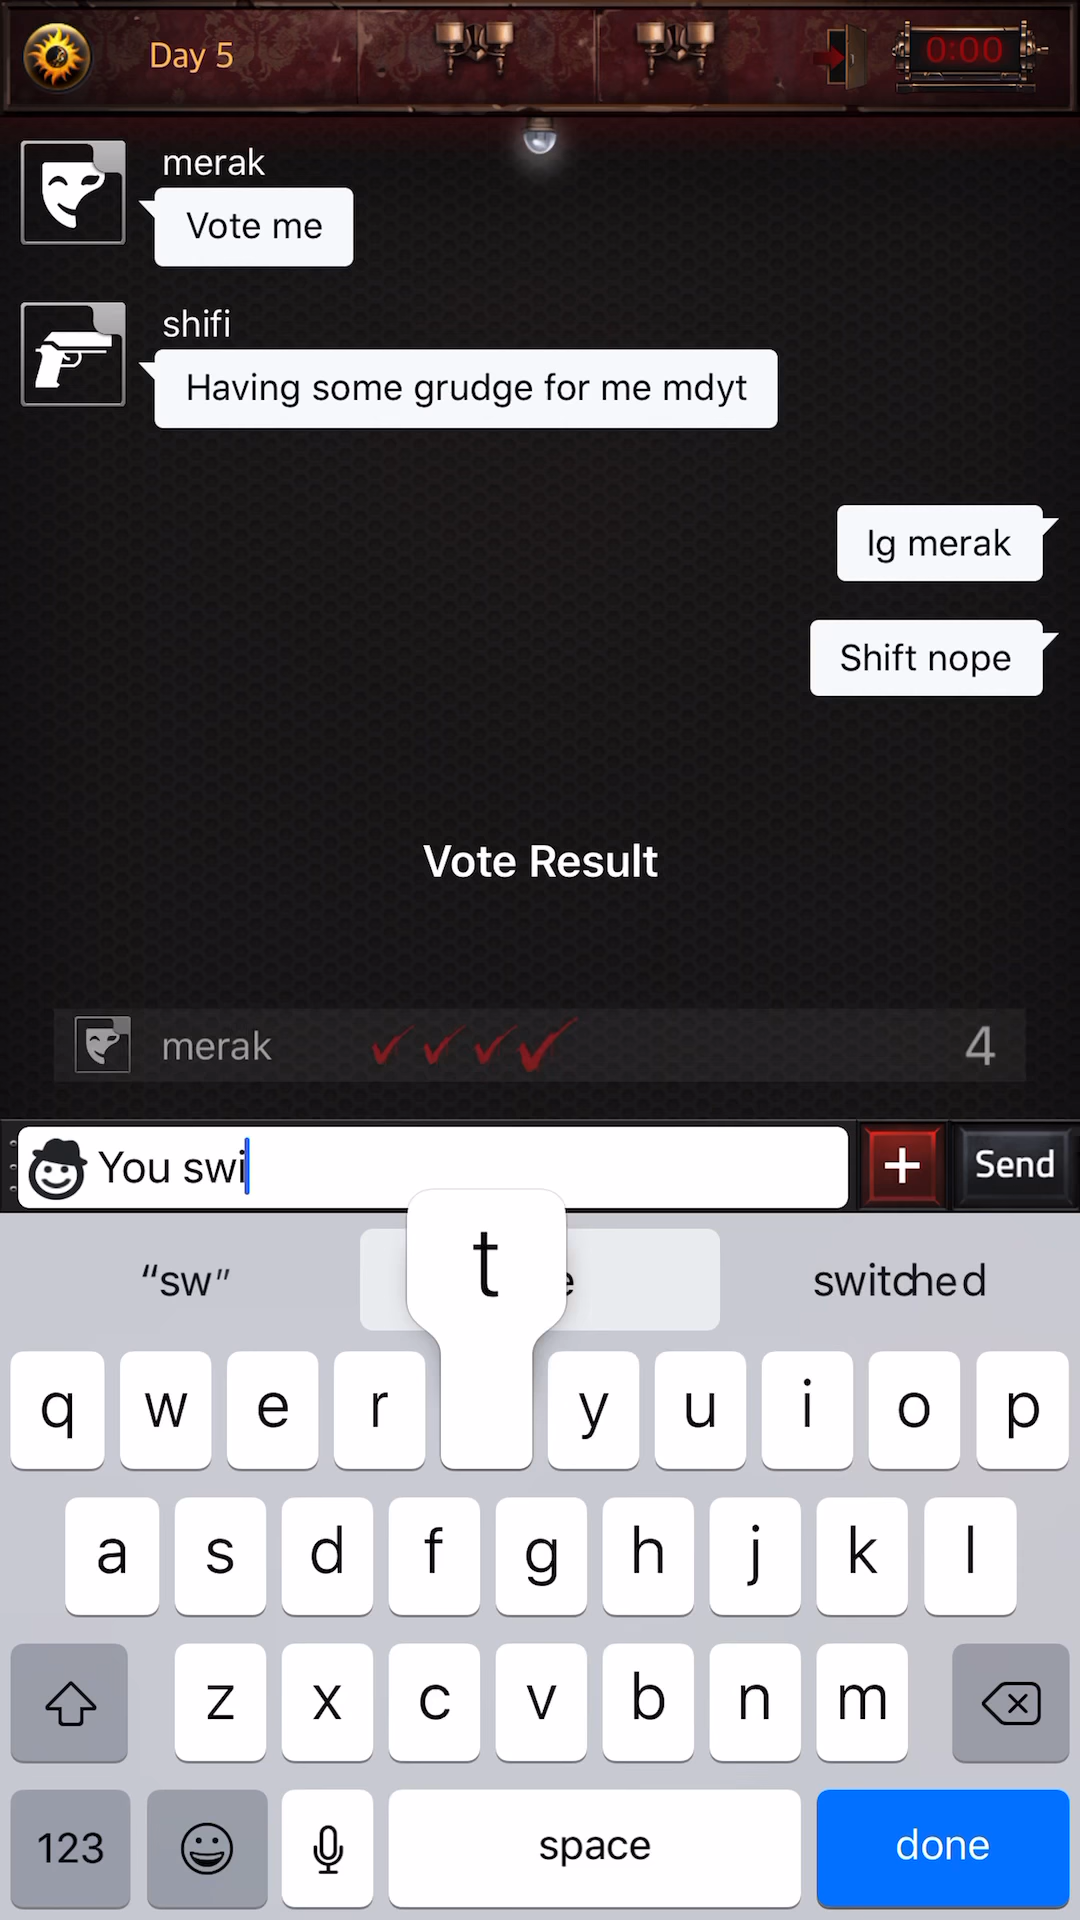 Day 5
0:00
merak
Vote me
shifi
Having some grudge for me mdyt
Ig merak
Shift nope
Vote Result
merak 4
You swi
Send
"sw"
switched
t
q w e r y u i o p
a s d f g h j k l
z x c v b n m
123 space done